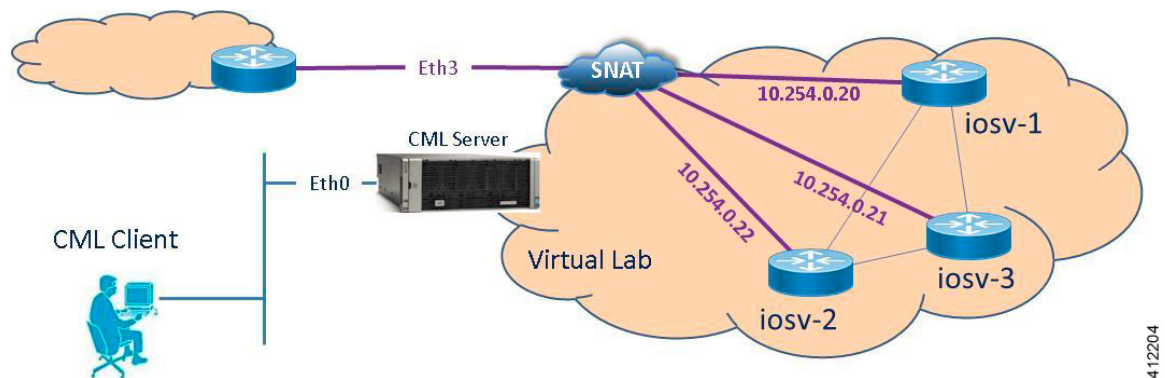 Eth3
SNAT
10.254.0.20
iosv-1
CML Server
Eth0
10.254.0.22
10.254.0.21
CML Client
Virtual Lab
iosv-3
iosv-2
412204